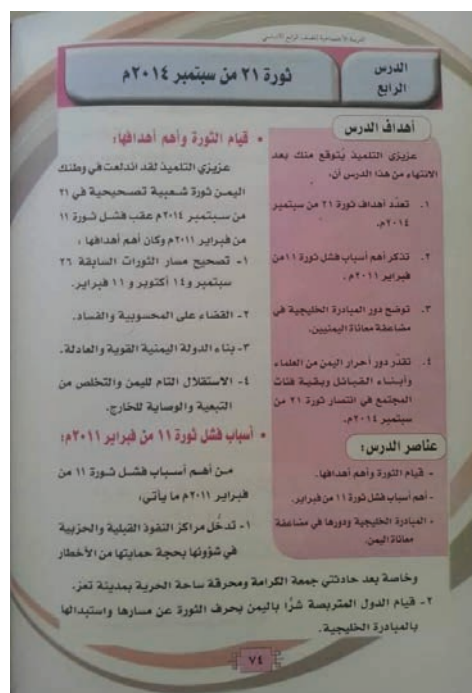 التربية الاجتماعية للصف الرابع الأساسي
الدرس
الرابع
ثورة ٢١ من سبتمبر ٢٠١٤م
أهداف الدرس
عزيزي التلميذ يُتوقع منك بعد
الانتهاء من هذا الدرس أن:
١- تعدّد أهداف ثورة ٢١ من سبتمبر
٢٠١٤م.
٢- تذكر أهم أسباب فشل ثورة ١١من
فبراير ٢٠١١م.
٣- توضح دور المبادرة الخليجية في
مضاعفة معاناة اليمنيين.
٤- تقدّر دور أحرار اليمن من العلماء
وأبناء القبائل وبقية فئات
المجتمع في انتصار ثورة ٢١ من
سبتمبر ٢٠١٤م.
عناصر الدرس:
- قيام الثورة وأهم أهدافها.
- أهم أسباب فشل ثورة ١١ من فبراير.
- المبادرة الخليجية ودورها في مضاعفة
معاناة اليمن.
• قيام الثورة وأهم أهدافها:
عزيزي التلميذ لقد اندلعت في وطنك
اليمن ثورة شعبية تصحيحية في ٢١
من سبتمبر ٢٠١٤م عقب فشل ثورة ١١
من فبراير ٢٠١١م وكان أهم أهدافها :
١- تصحيح مسار الثورات السابقة ٢٦
سبتمبر و١٤ أكتوبر و ١١ فبراير.
٢- القضاء على المحسوبية والفساد.
٣- بناء الدولة اليمنية القوية والعادلة.
٤- الاستقلال التام لليمن والتخلص من
التبعية والوصاية للخارج.
• أسباب فشل ثورة ١١ من فبراير ٢٠١١م:
من أهم أسباب فشل ثورة ١١ من
فبراير ٢٠١١م ما يأتي:
١- تدخُّل مراكز النفوذ القبلية والحزبية
في شؤونها بحجة حمايتها من الأخطار
وخاصة بعد حادثتي جمعة الكرامة ومحرقة ساحة الحرية بمدينة تعز.
٢- قيام الدول المتربصة شرًّا باليمن بحرف الثورة عن مسارها واستبدالها
بالمبادرة الخليجية.
٧٤